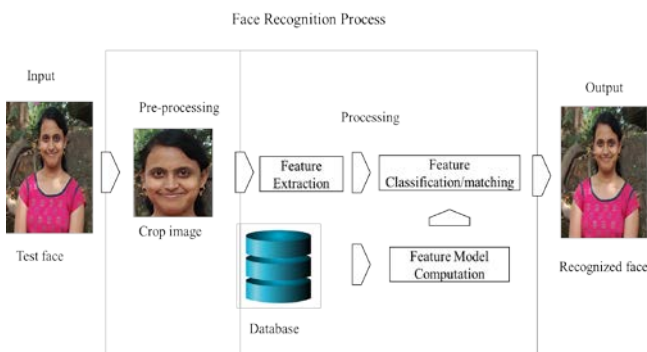 Face Recognition Process
Input
Pre-processing
Processing
Output
Feature
Extraction
Feature
Classification/matching
Test face
Crop image
Database
Feature Model
Computation
Recognized face